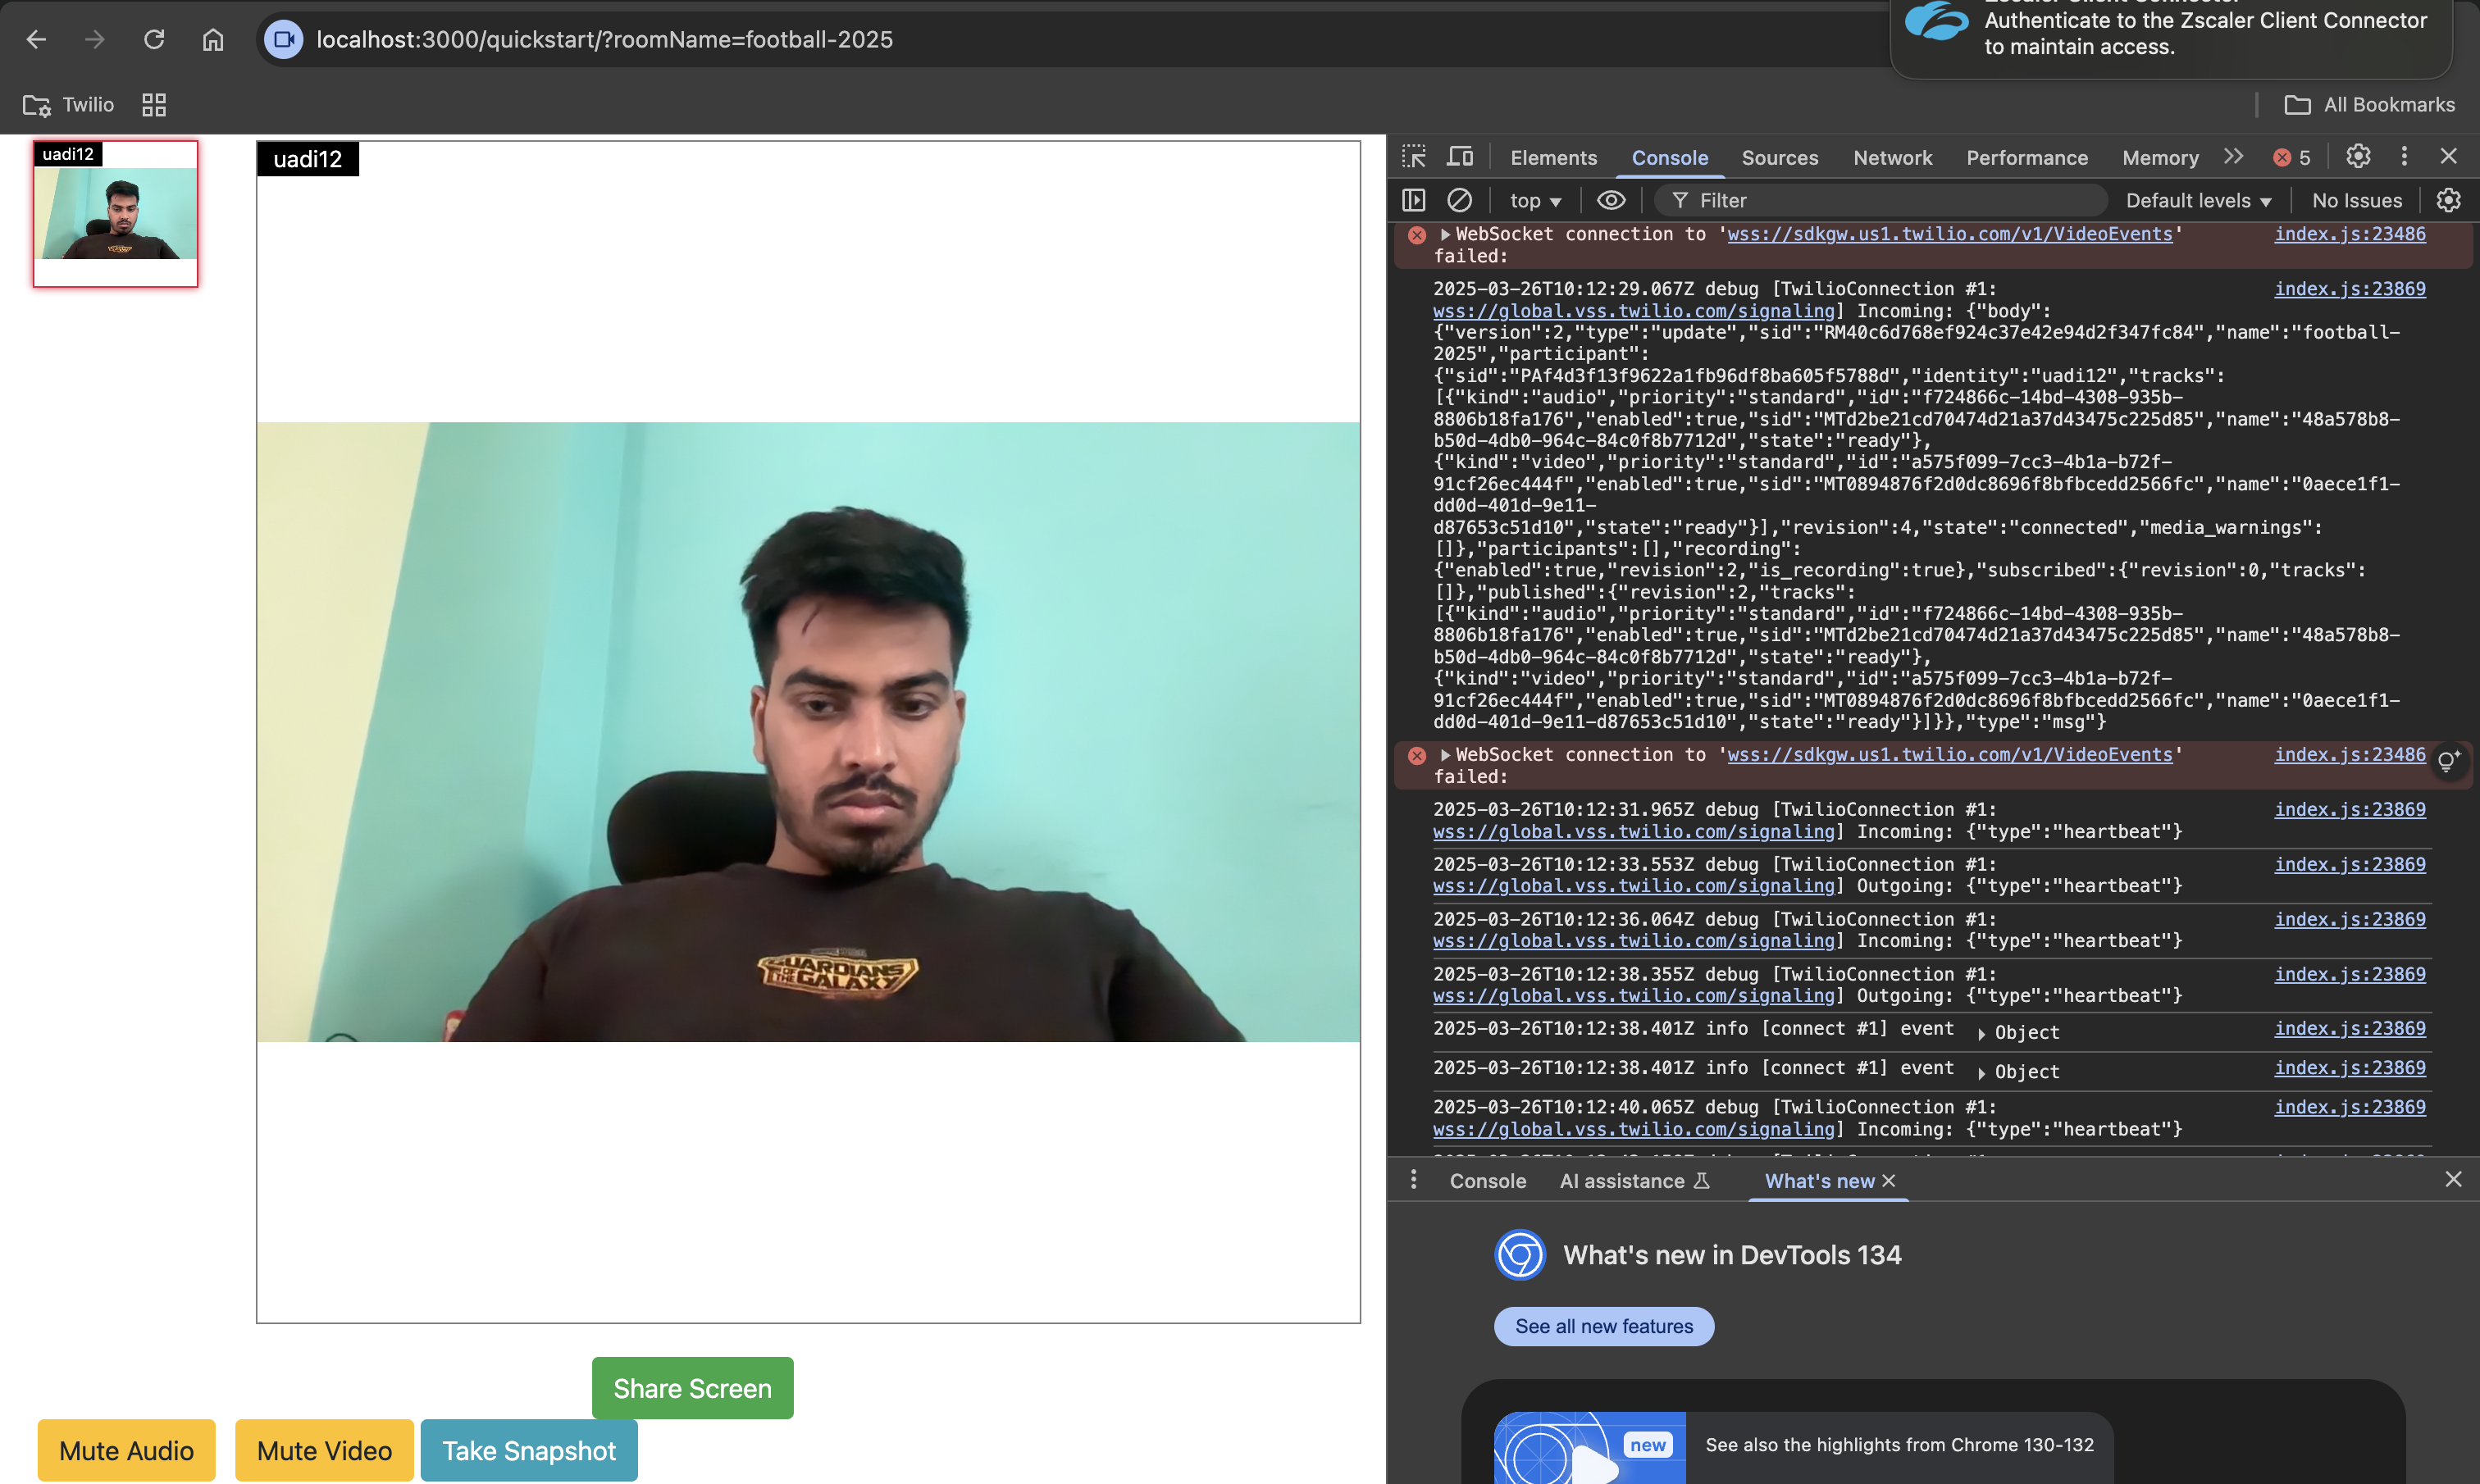 localhost:3000/quickstart/?roomName=football-2025
Authenticate to the Zscaler Client Connector
to maintain access.
Twilio
All Bookmarks
uadi12
uadi12
GUARDIANS
OF THE GALAXY
Share Screen
Mute Audio
Mute Video
Take Snapshot
Elements
Console
Sources
Network
Performance
Memory
5
top
Filter
Default levels
No Issues
WebSocket connection to 'wss://sdkgw.us1.twilio.com/v1/VideoEvents' index.js:23486
failed:
2025-03-26T10:12:29.067Z debug [TwilioConnection #1: index.js:23869
wss://global.vss.twilio.com/signaling] Incoming: {"body":
{"version":2,"type":"update","sid":"RM40c6d768ef924c37e42e94d2f347fc84","name":"football-
2025","participant":
{"sid":"PAf4d3f13f9622a1fb96df8ba605f5788d","identity":"uadi12","tracks":
[{"kind":"audio","priority":"standard","id":"f724866c-14bd-4308-935b-
8806b18fa176","enabled":true,"sid":"MTd2be21cd70474d21a37d43475c225d85","name":"48a578b8-
b50d-4db0-964c-84c0f8b7712d","state":"ready"},
{"kind":"video","priority":"standard","id":"a575f099-7cc3-4b1a-b72f-
91cf26ec444f","enabled":true,"sid":"MT0894876f2d0dc8696f8bfbcedd2566fc","name":"0aece1f1-
dd0d-401d-9e11-
d87653c51d10","state":"ready"}],"revision":4,"state":"connected","media_warnings":
[]},"participants":[],"recording":
{"enabled":true,"revision":2,"is_recording":true},"subscribed":{"revision":0,"tracks":
[]},"published":{"revision":2,"tracks":
[{"kind":"audio","priority":"standard","id":"f724866c-14bd-4308-935b-
8806b18fa176","enabled":true,"sid":"MTd2be21cd70474d21a37d43475c225d85","name":"48a578b8-
b50d-4db0-964c-84c0f8b7712d","state":"ready"},
{"kind":"video","priority":"standard","id":"a575f099-7cc3-4b1a-b72f-
91cf26ec444f","enabled":true,"sid":"MT0894876f2d0dc8696f8bfbcedd2566fc","name":"0aece1f1-
dd0d-401d-9e11-d87653c51d10","state":"ready"}]}},"type":"msg"}
WebSocket connection to 'wss://sdkgw.us1.twilio.com/v1/VideoEvents' index.js:23486
failed:
2025-03-26T10:12:31.965Z debug [TwilioConnection #1: index.js:23869
wss://global.vss.twilio.com/signaling] Incoming: {"type":"heartbeat"}
2025-03-26T10:12:33.553Z debug [TwilioConnection #1: index.js:23869
wss://global.vss.twilio.com/signaling] Outgoing: {"type":"heartbeat"}
2025-03-26T10:12:36.064Z debug [TwilioConnection #1: index.js:23869
wss://global.vss.twilio.com/signaling] Incoming: {"type":"heartbeat"}
2025-03-26T10:12:38.355Z debug [TwilioConnection #1: index.js:23869
wss://global.vss.twilio.com/signaling] Outgoing: {"type":"heartbeat"}
2025-03-26T10:12:38.401Z info [connect #1] event Object index.js:23869
2025-03-26T10:12:38.401Z info [connect #1] event Object index.js:23869
2025-03-26T10:12:40.065Z debug [TwilioConnection #1: index.js:23869
wss://global.vss.twilio.com/signaling] Incoming: {"type":"heartbeat"}
Console
AI assistance
What's new
What's new in DevTools 134
See all new features
new
See also the highlights from Chrome 130-132